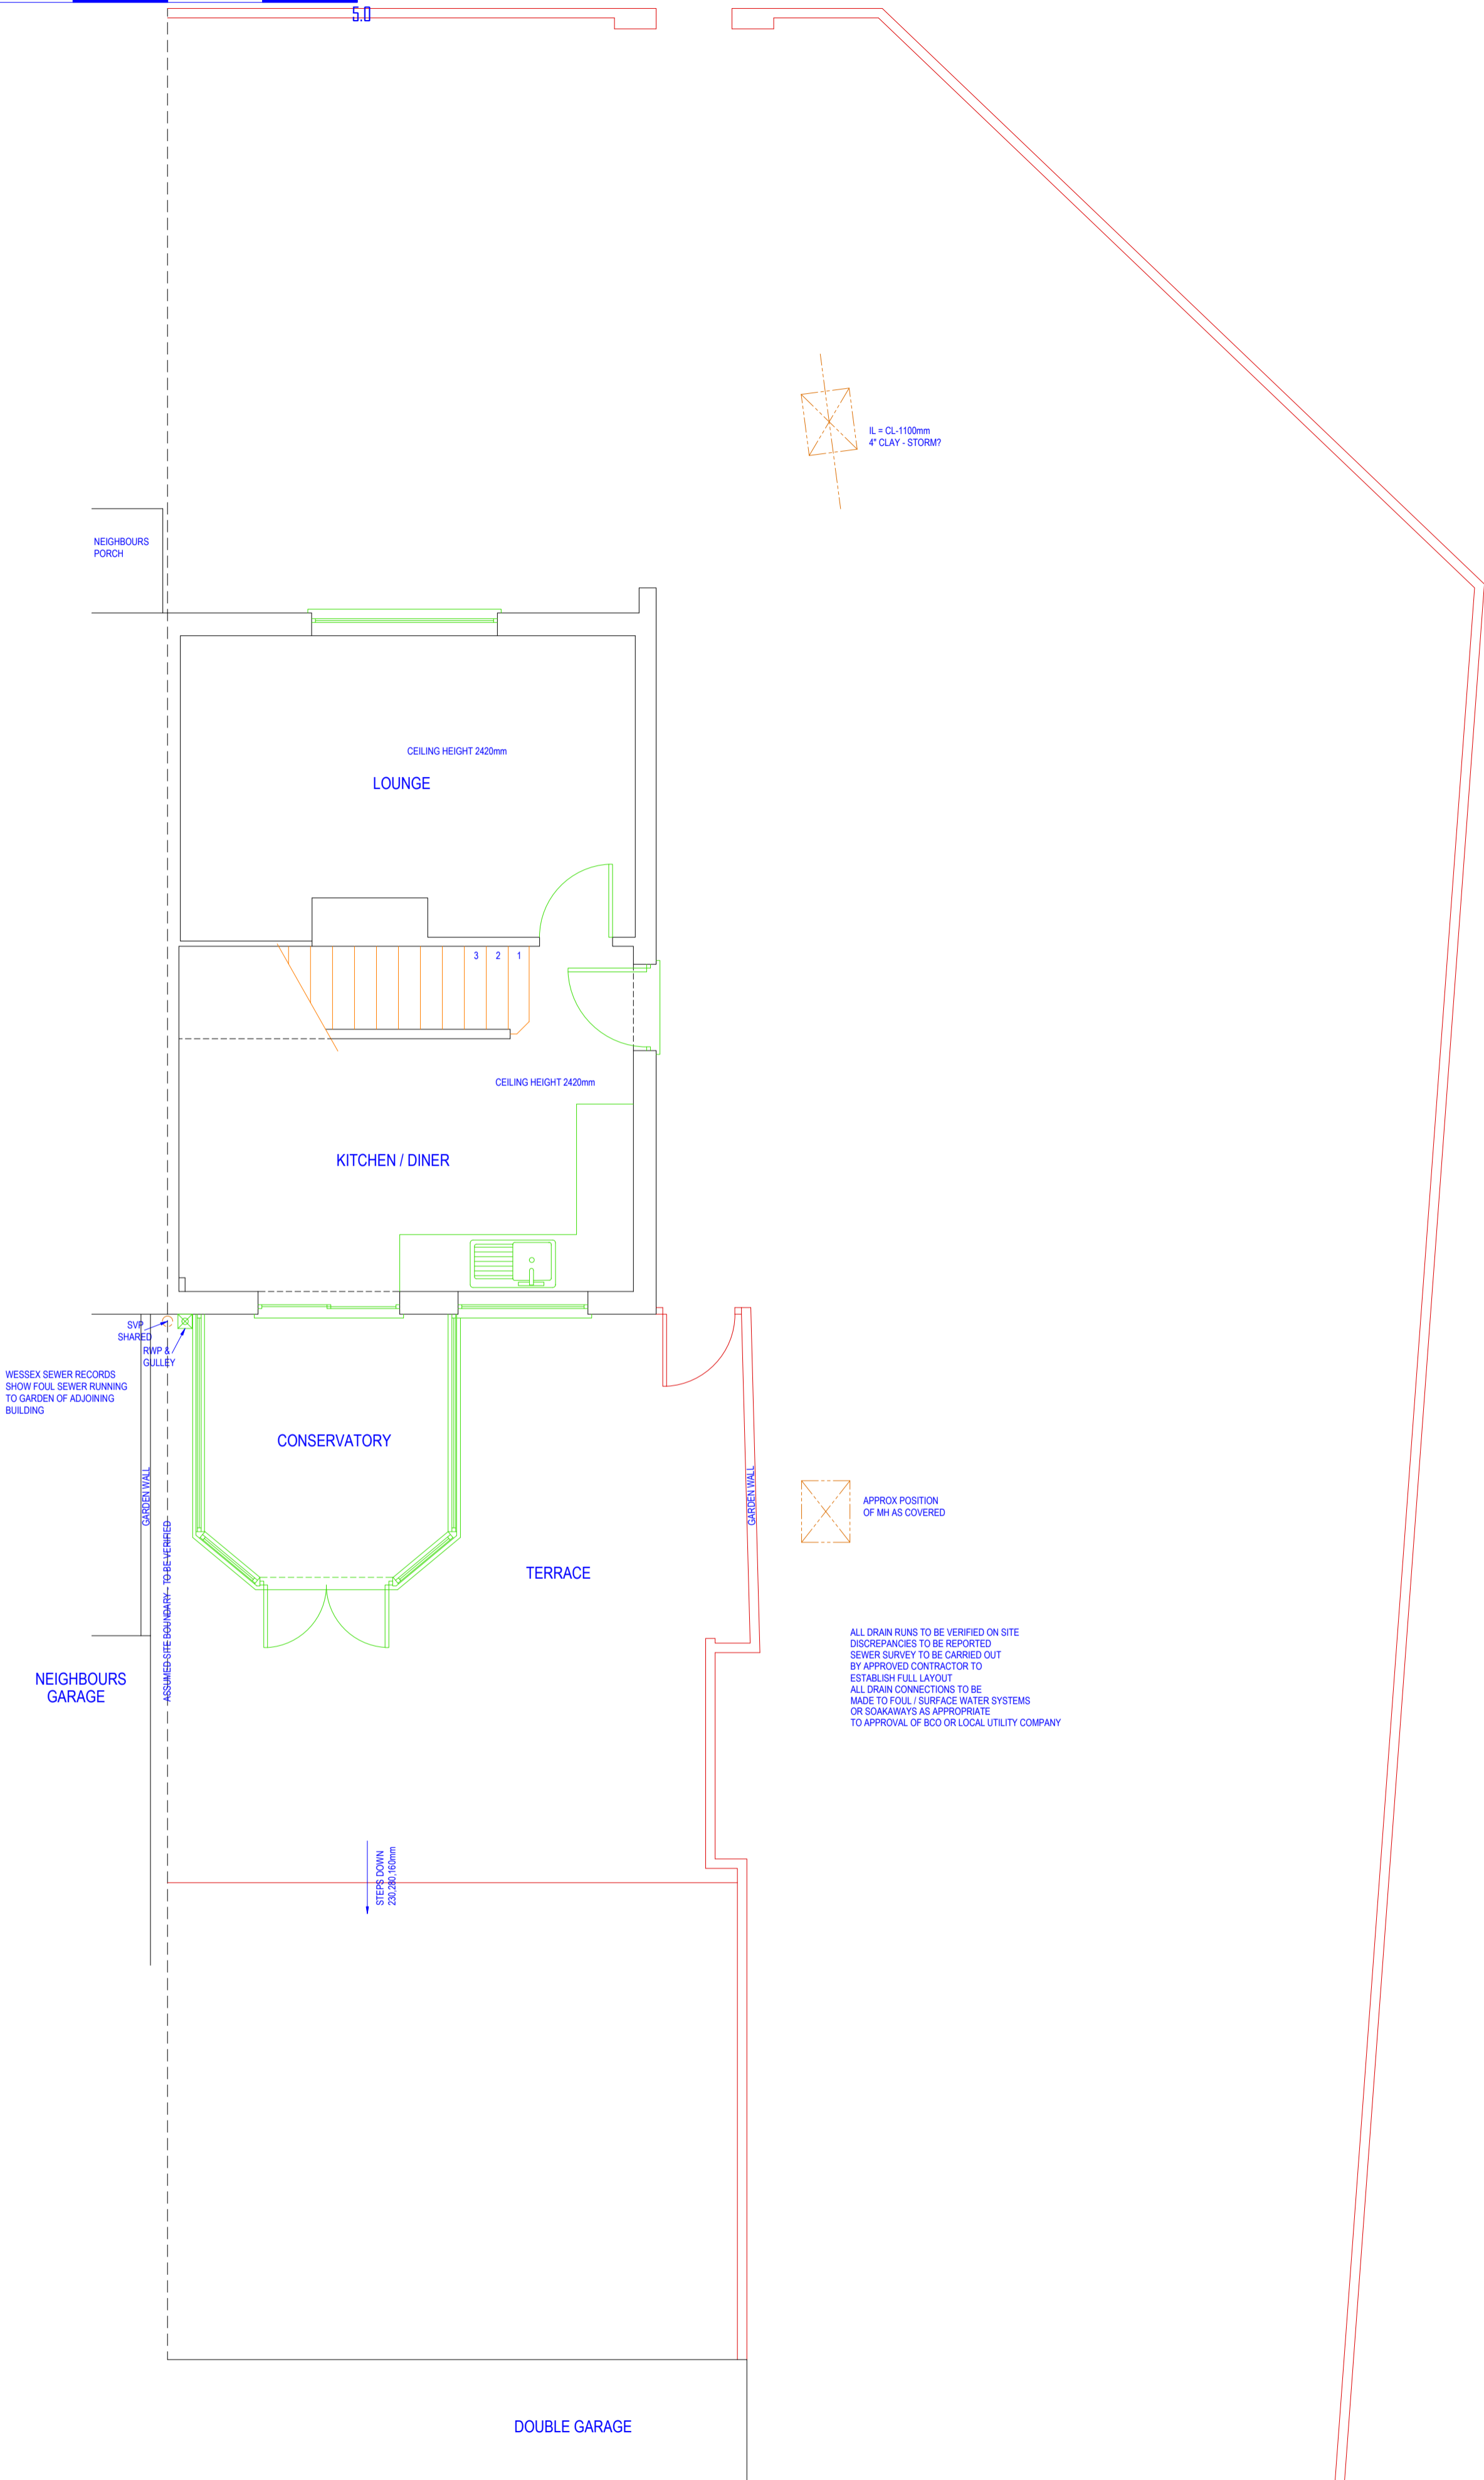 5.0
IL = CL-1100mm
4" CLAY - STORM?
NEIGHBOURS
PORCH
CEILING HEIGHT 2420mm
LOUNGE
3 2 1
CEILING HEIGHT 2420mm
KITCHEN / DINER
SVP
SHARED
RWP &
GULLEY
WESSEX SEWER RECORDS
SHOW FOUL SEWER RUNNING
TO GARDEN OF ADJOINING
BUILDING
CONSERVATORY
GARDEN WALL
GARDEN WALL
APPROX POSITION
OF MH AS COVERED
ASSUMED SITE BOUNDARY - TO BE VERIFIED
TERRACE
ALL DRAIN RUNS TO BE VERIFIED ON SITE
DISCREPANCIES TO BE REPORTED
SEWER SURVEY TO BE CARRIED OUT
BY APPROVED CONTRACTOR TO
ESTABLISH FULL LAYOUT
ALL DRAIN CONNECTIONS TO BE
MADE TO FOUL / SURFACE WATER SYSTEMS
OR SOAKAWAYS AS APPROPRIATE
TO APPROVAL OF BCO OR LOCAL UTILITY COMPANY
NEIGHBOURS
GARAGE
STEPS DOWN
230,280,160mm
DOUBLE GARAGE